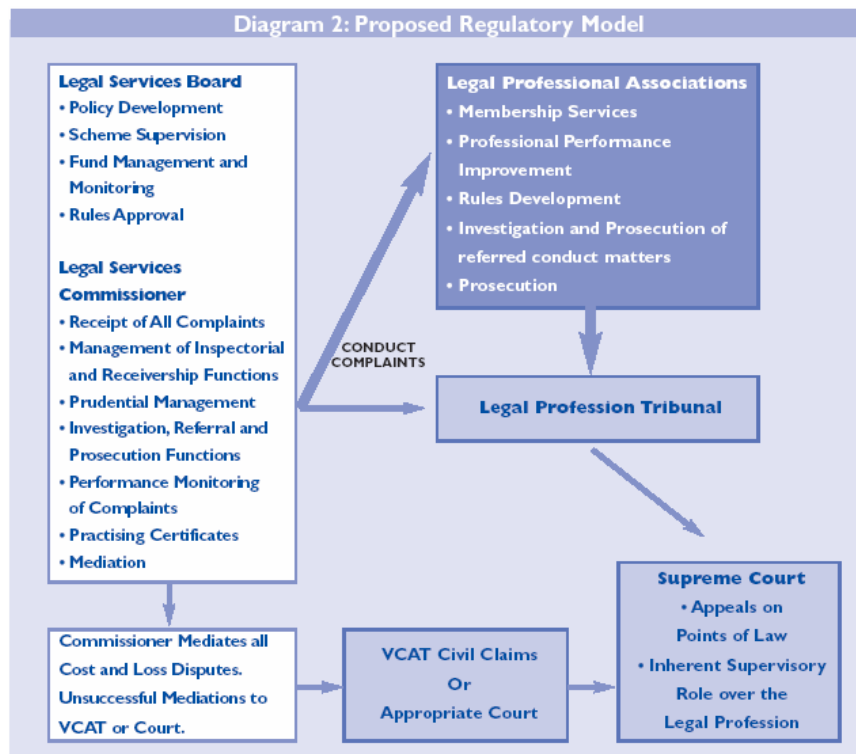 Diagram 2: Proposed Regulatory Model
Legal Services Board
• Policy Development
• Scheme Supervision
• Fund Management and
Monitoring
• Rules Approval
Legal Services
Commissioner
• Receipt of All Complaints
• Management of Inspectorial
and Receivership Functions
• Prudential Management
• Investigation, Referral and
Prosecution Functions
• Performance Monitoring
of Complaints
• Practising Certificates
• Mediation
CONDUCT
COMPLAINTS
Legal Professional Associations
• Membership Services
• Professional Performance
Improvement
• Rules Development
• Investigation and Prosecution of
referred conduct matters
• Prosecution
Legal Profession Tribunal
Commissioner Mediates all
Cost and Loss Disputes.
Unsuccessful Mediations to
VCAT or Court.
VCAT Civil Claims
Or
Appropriate Court
Supreme Court
• Appeals on
Points of Law
• Inherent Supervisory
Role over the
Legal Profession